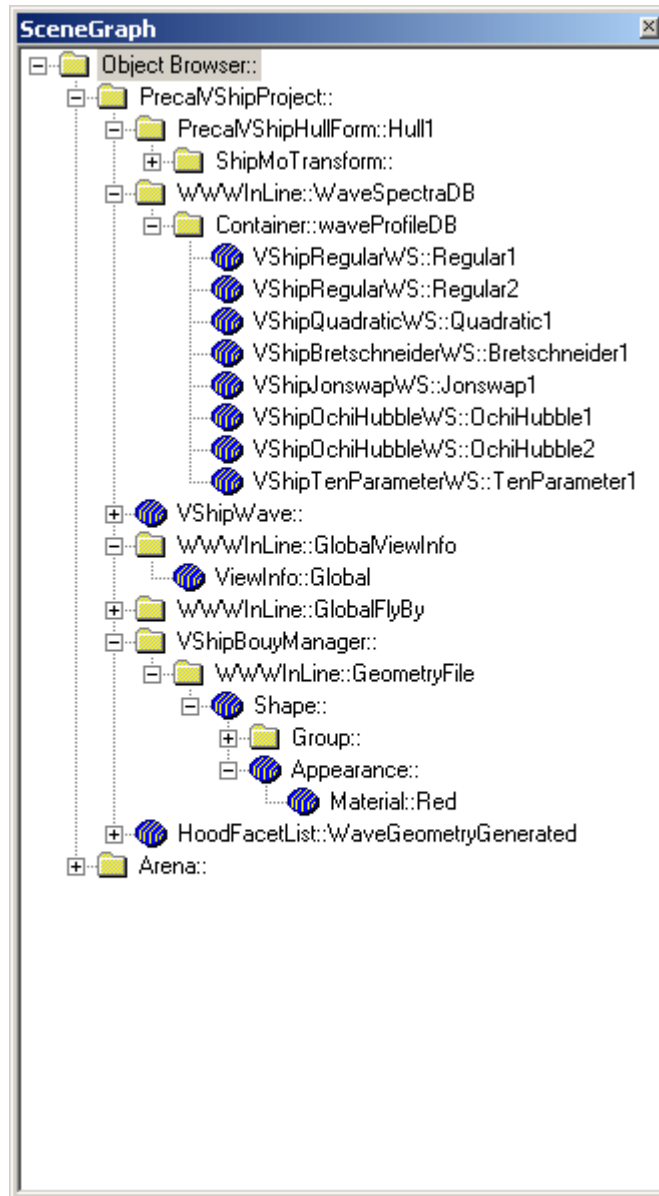 SceneGraph
Object Browser::
PrecalVShipProject::
PrecalVShipHullForm::Hull1
ShipMoTransform::
WWWInLine::WaveSpectraDB
Container::waveProfileDB
VShipRegularWS::Regular1
VShipRegularWS::Regular2
VShipQuadraticWS::Quadratic1
VShipBretschneiderWS::Bretschneider1
VShipJonswapWS::Jonswap1
VShipOchiHubbleWS::OchiHubble1
VShipOchiHubbleWS::OchiHubble2
VShipTenParameterWS::TenParameter1
VShipWave::
WWWInLine::GlobalViewInfo
ViewInfo::Global
WWWInLine::GlobalFlyBy
VShipBouyManager::
WWWInLine::GeometryFile
Shape::
Group::
Appearance::
Material::Red
HoodFacetList::WaveGeometryGenerated
Arena::